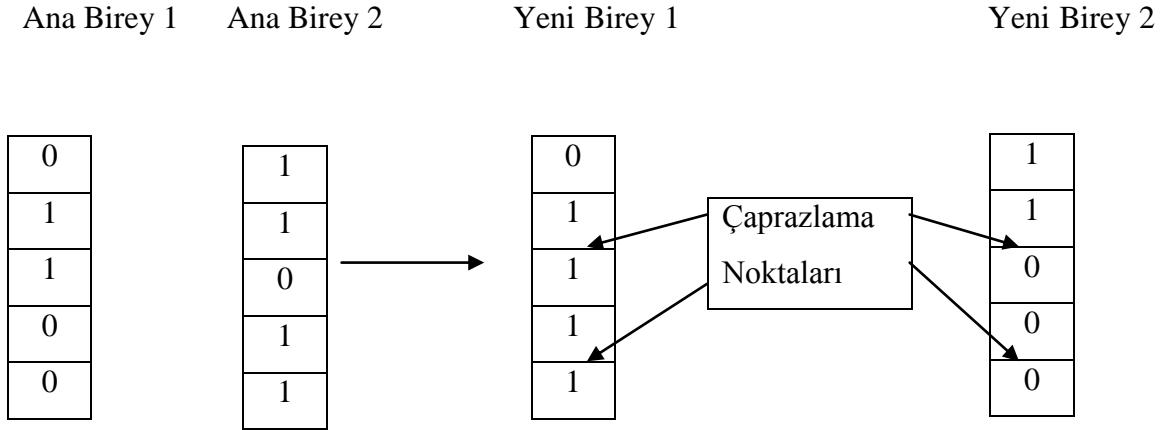 Ana Birey 1 Ana Birey 2 Yeni Birey 1 Yeni Birey 2
0 1 0 1
1 1 1 1
1 0 1 0
0 1 1 0
0 1 1 0
Çaprazlama
Noktaları